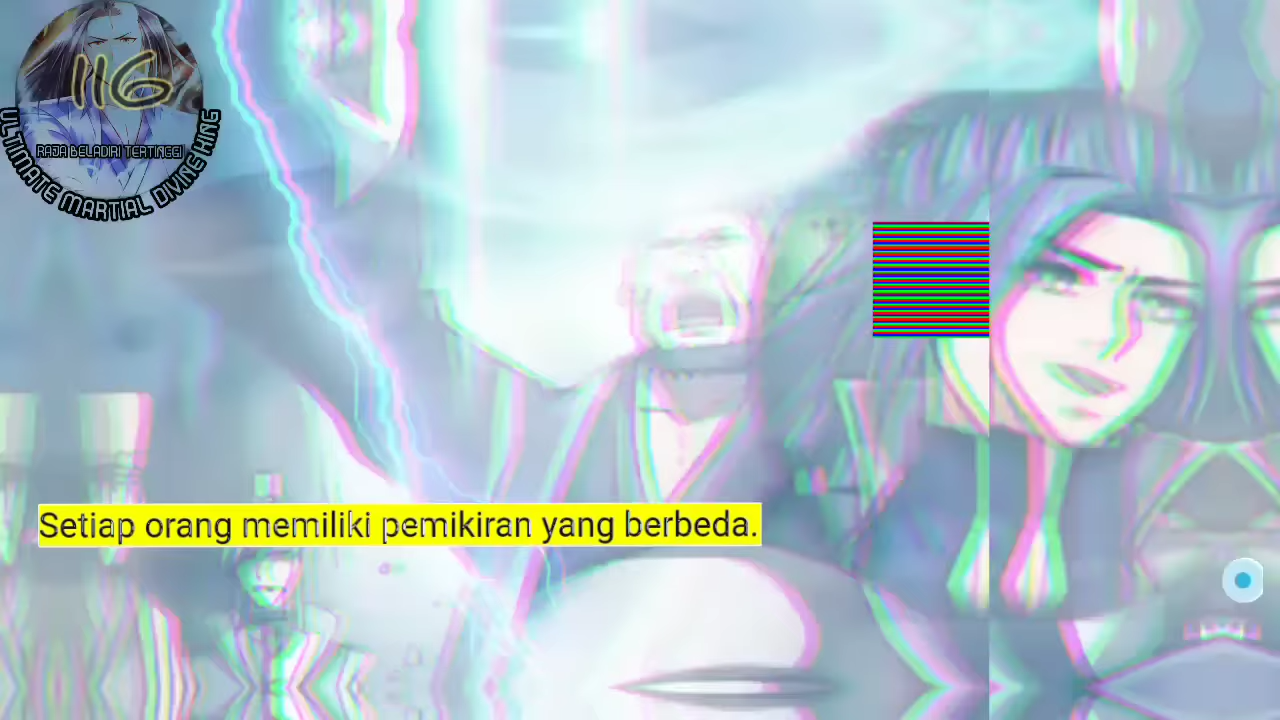 116
RAJA BELADIRI TERTINGGI
ULTIMATE MARTIAL DIVINE KING
Setiap orang memiliki pemikiran yang berbeda.